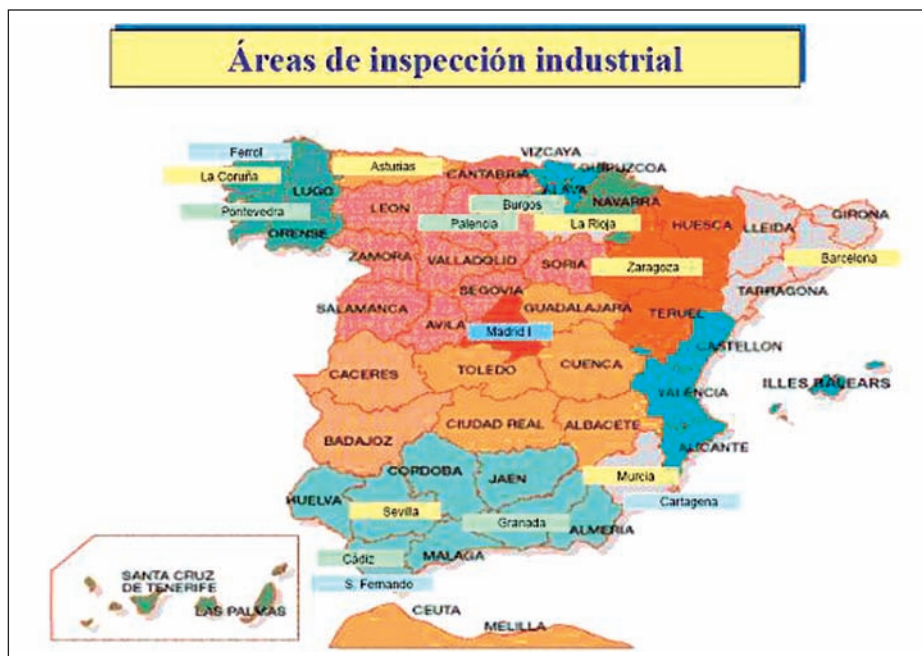 Áreas de inspección industrial
VIZCAYA
Ferrol
GUIPUZCOA
Asturias
CANTABRIA
La Coruña
LUGO
ALAVA
NAVARRA
LEON
Burgos
HUESCA
GIRONA
Pontevedra
Palencia
La Rioja
LLEIDA
ORENSE
ZAMORA
VALLADOLID
SORIA
Zaragoza
Barcelona
SEGOVIA
TARRAGONA
SALAMANCA
GUADALAJARA
TERUEL
AVILA
Madrid I
CASTELLON
CACERES
TOLEDO
CUENCA
ILLES BALEARS
VALENCIA
CIUDAD REAL
ALBACETE
BADAJOZ
ALICANTE
CORDOBA
JAEN
Murcia
HUELVA
Cartagena
Sevilla
Granada
ALMERIA
Cádiz
MALAGA
S. Fernando
SANTA CRUZ
DE TENERIFE
LAS PALMAS
CEUTA
MELILLA